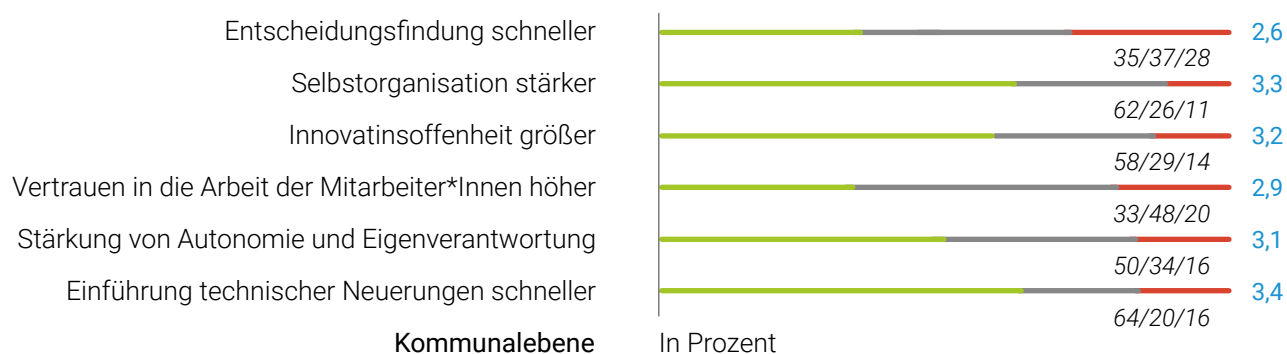 Entscheidungsfindung schneller 2,6
35/37/28
Selbstorganisation stärker 3,3
62/26/11
Innovatinsoffenheit größer 3,2
58/29/14
Vertrauen in die Arbeit der Mitarbeiter*Innen höher 2,9
33/48/20
Stärkung von Autonomie und Eigenverantwortung 3,1
50/34/16
Einführung technischer Neuerungen schneller 3,4
64/20/16
Kommunalebene In Prozent